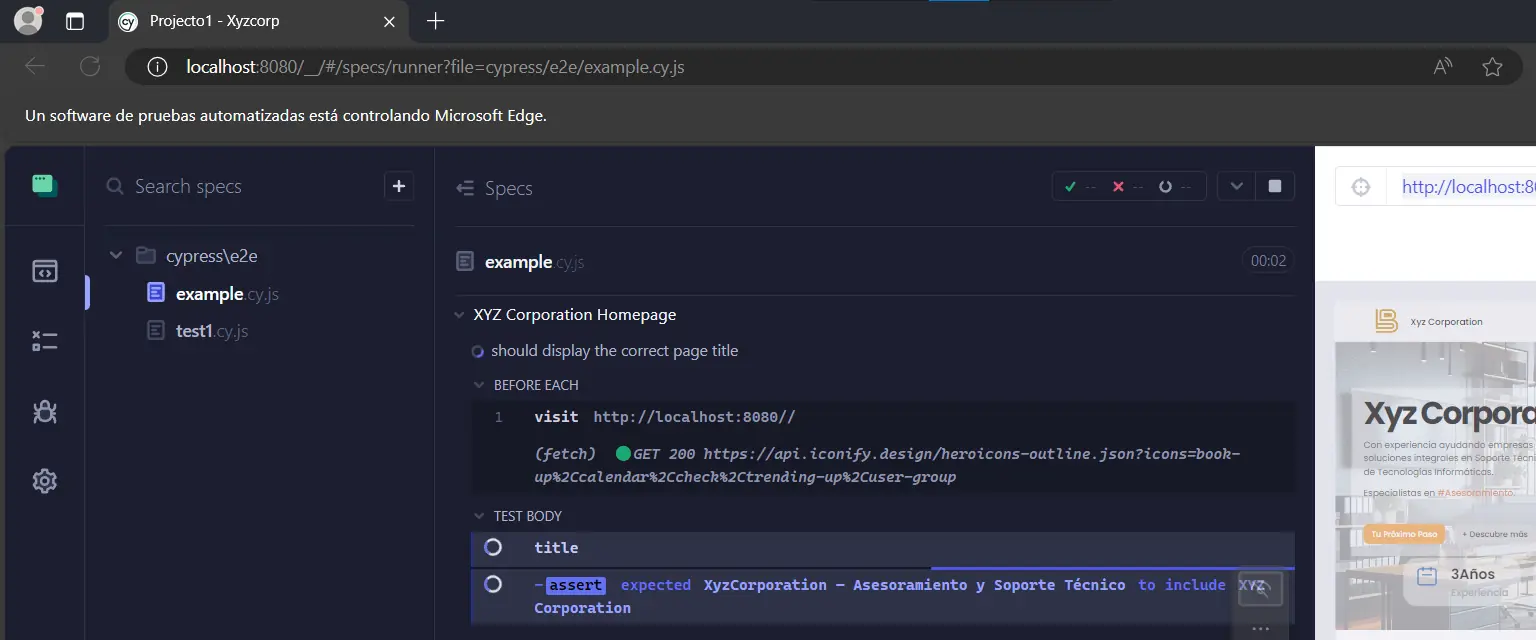 Projecto1 - Xyzcorp
localhost:8080/__/#/specs/runner?file=cypress/e2e/example.cy.js
Un software de pruebas automatizadas está controlando Microsoft Edge.
Search specs
Specs
-- -- --
http://localhost:80
cypress\e2e
example.cy.js
00:02
example.cy.js
test1.cy.js
XYZ Corporation Homepage
should display the correct page title
BEFORE EACH
1 visit http://localhost:8080//
(fetch) GET 200 https://api.iconify.design/heroicons-outline.json?icons=book-
up%2Ccalendar%2Ccheck%2Ctrending-up%2Cuser-group
TEST BODY
title
-assert expected XyzCorporation – Asesoramiento y Soporte Técnico to include XYZ
Corporation
Xyz Corporation
Xyz Corpora
Con experiencia ayudando empresas
soluciones integrales en Soporte Técni
de Tecnologías Informáticas.
Especialistas en #Asesoramiento.
Tu Próximo Paso
+ Descubre más
3Años
Experiencia